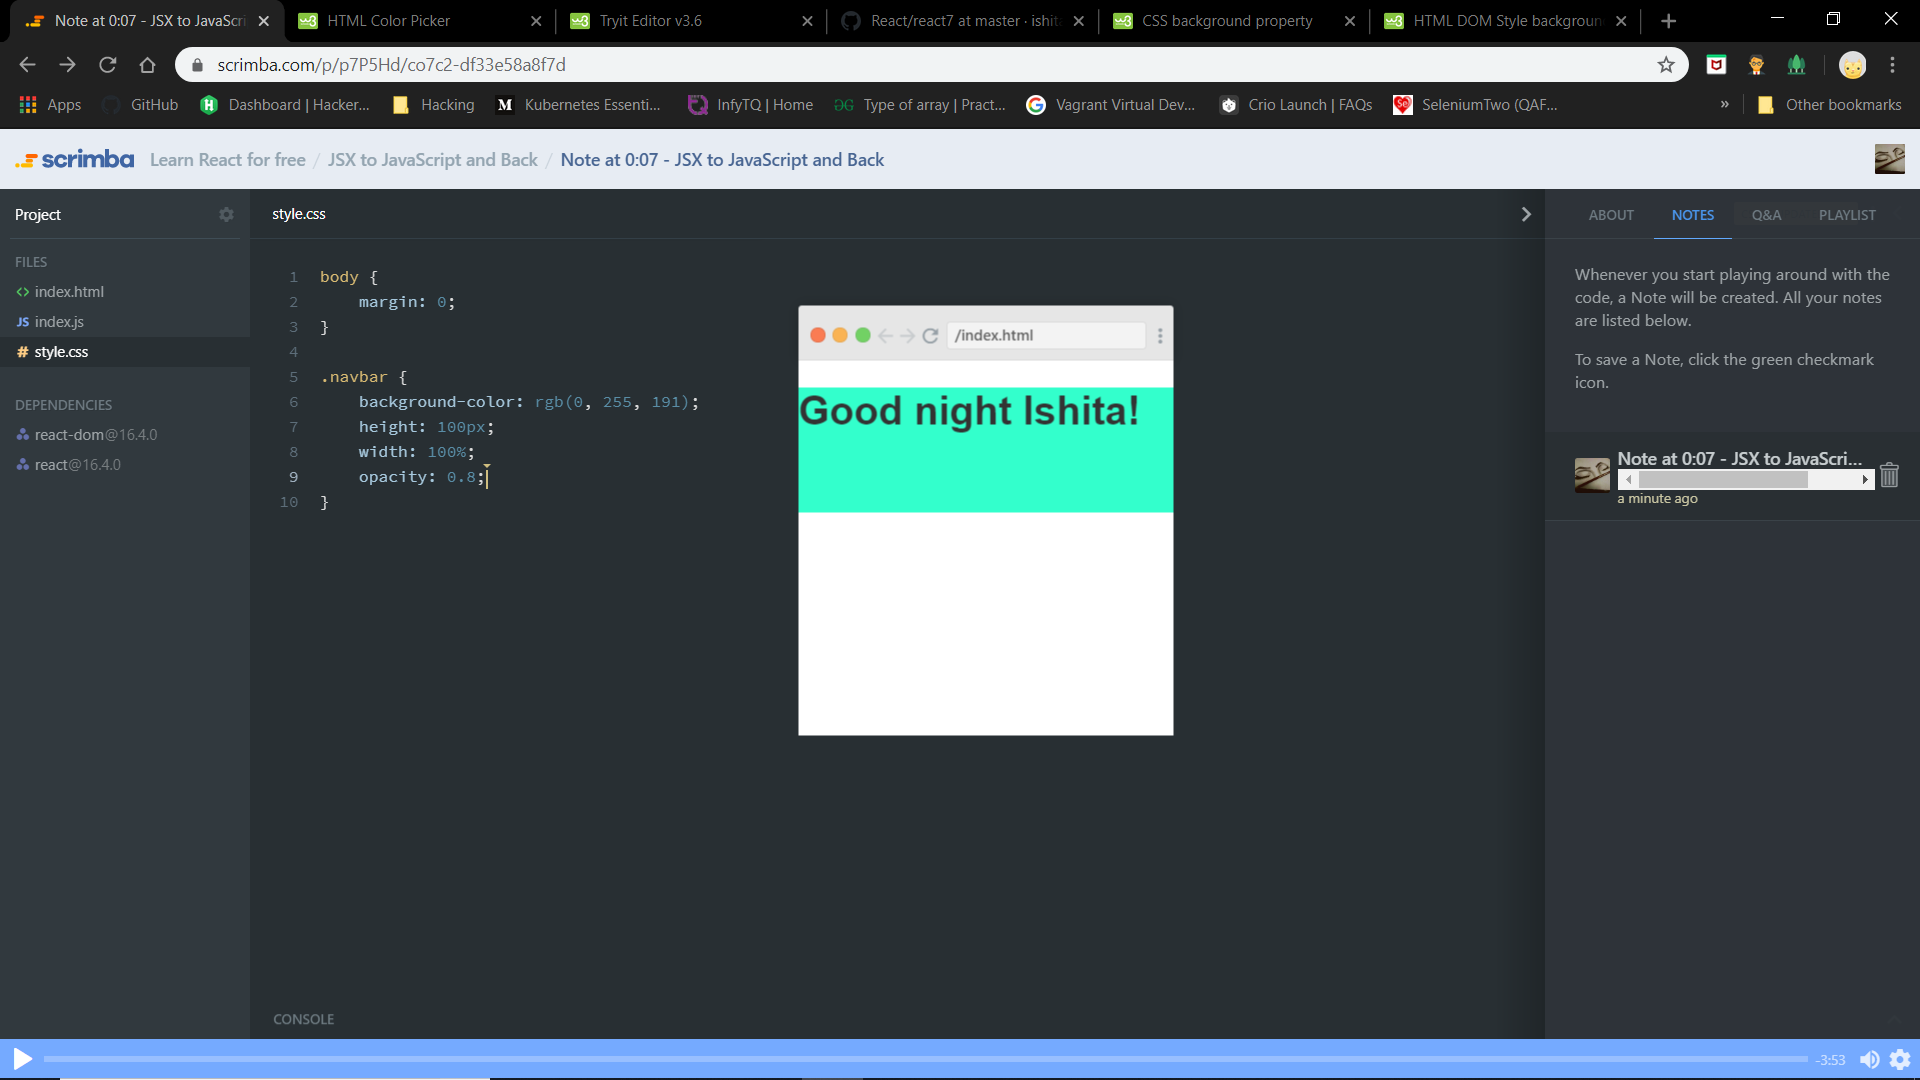 Note at 0:07 - JSX to JavaScri
HTML Color Picker
Tryit Editor v3.6
React/react7 at master · ishit
CSS background property
HTML DOM Style backgroun
scrimba.com/p/p7P5Hd/co7c2-df33e58a8f7d
Apps
GitHub
Dashboard | Hacker...
Hacking
Kubernetes Essenti...
InfyTQ | Home
Type of array | Pract...
Vagrant Virtual Dev...
Crio Launch | FAQs
SeleniumTwo (QAF...
»
Other bookmarks
scrimba
Learn React for free / JSX to JavaScript and Back / Note at 0:07 - JSX to JavaScript and Back
Project
FILES
<> index.html
JS index.js
# style.css
DEPENDENCIES
react-dom@16.4.0
react@16.4.0
style.css
1 body {
2 margin: 0;
3 }
4
5 .navbar {
6 background-color: rgb(0, 255, 191);
7 height: 100px;
8 width: 100%;
9 opacity: 0.8;
10 }
/index.html
Good night Ishita!
CONSOLE
ABOUT
NOTES
Q&A
PLAYLIST
Whenever you start playing around with the
code, a Note will be created. All your notes
are listed below.
To save a Note, click the green checkmark
icon.
Note at 0:07 - JSX to JavaScri...
a minute ago
-3:53